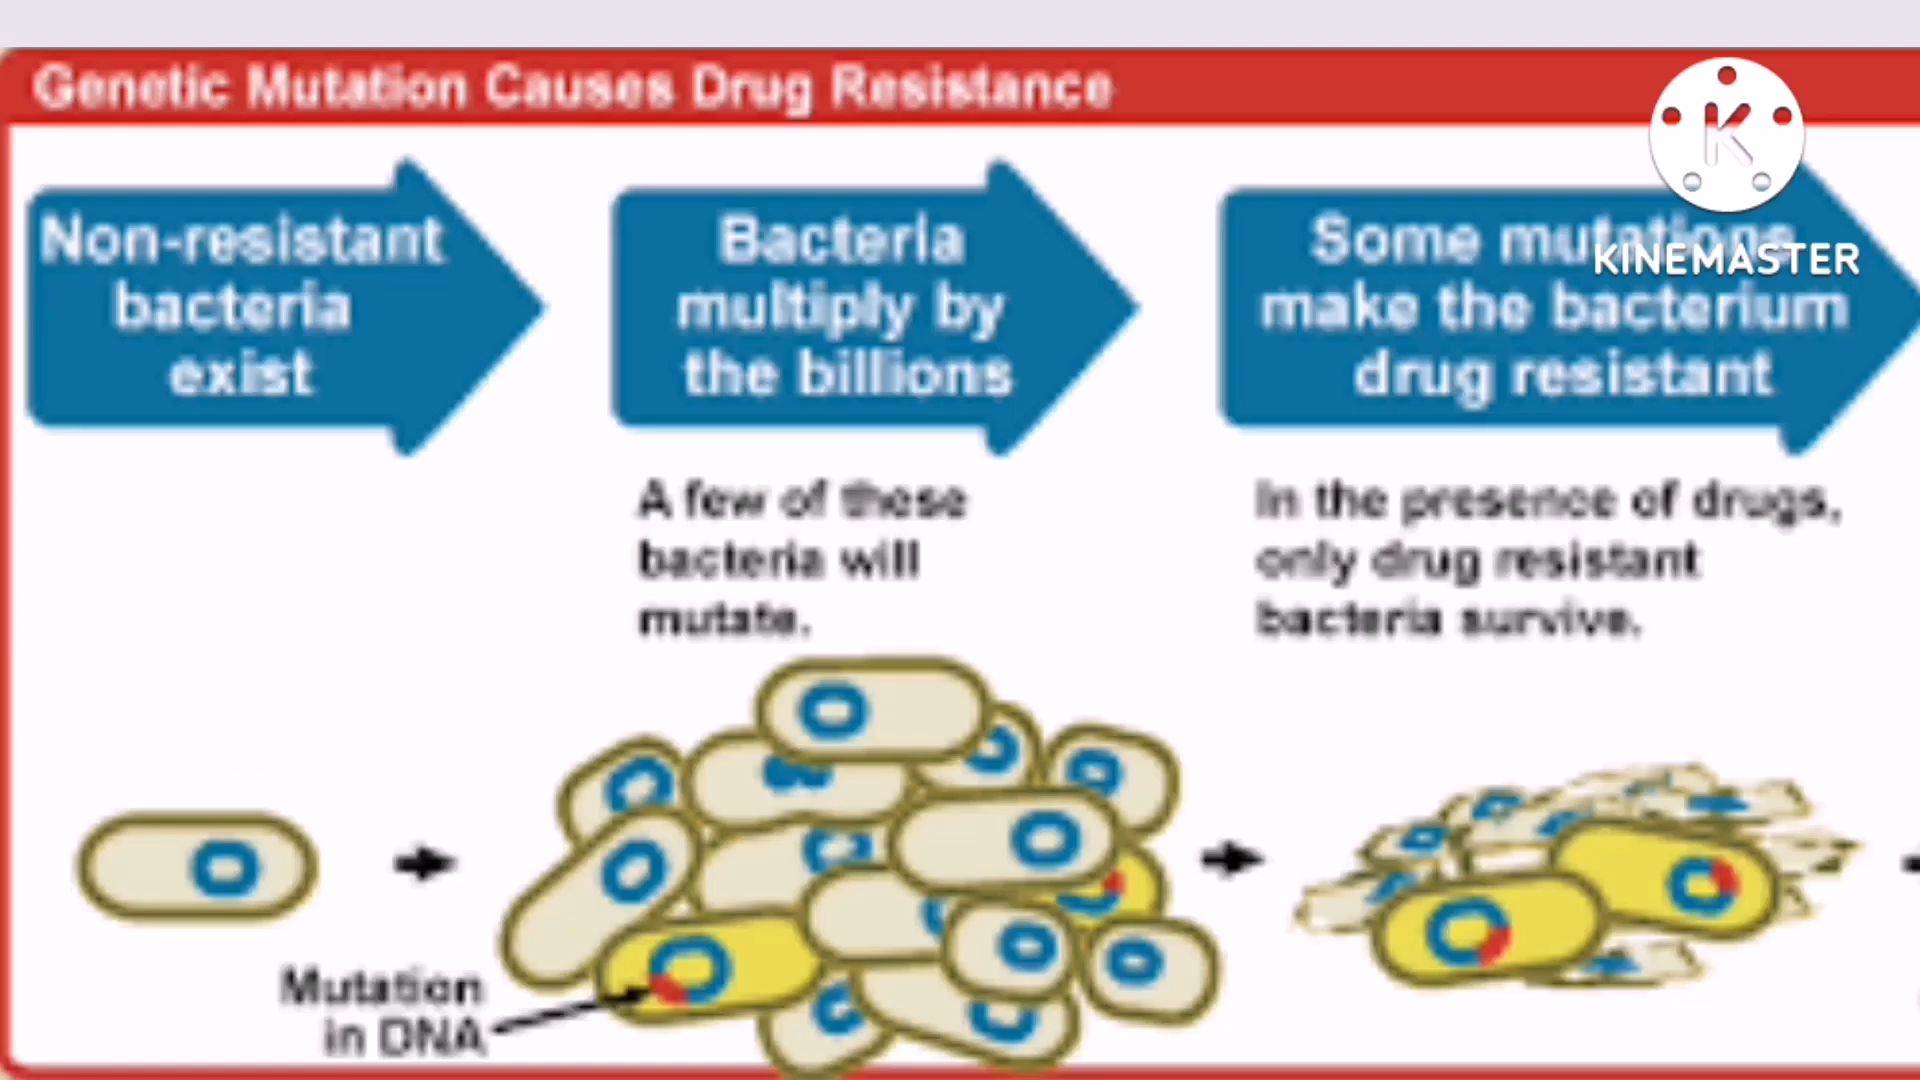 Genetic Mutation Causes Drug Resistance
K
KINEMASTER
Non-resistant
bacteria
exist
Bacteria
multiply by
the billions
Some mutations
make the bacterium
drug resistant
A few of these
bacteria will
mutate.
In the presence of drugs,
only drug resistant
bacteria survive.
Mutation
in DNA